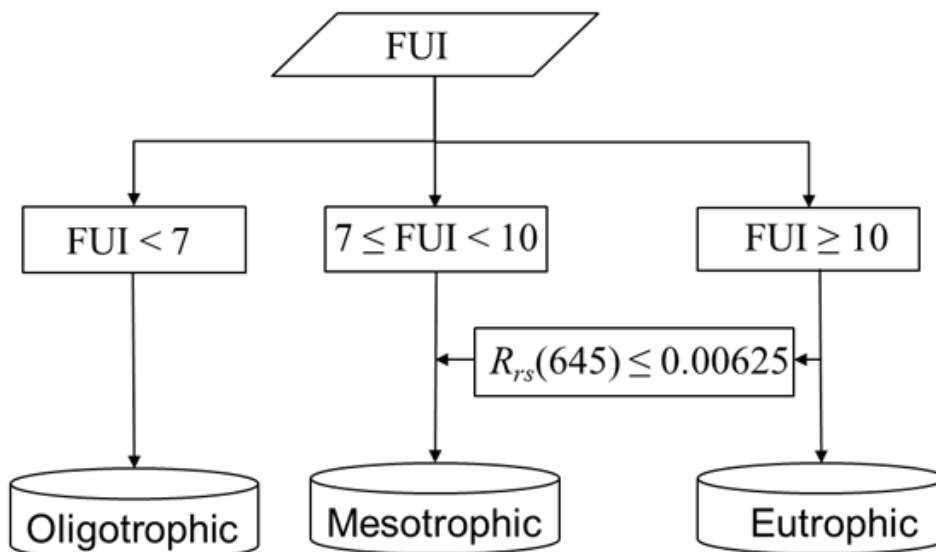 FUI
FUI < 7
7 ≤ FUI < 10
FUI ≥ 10
Rrs(645) ≤ 0.00625
Oligotrophic
Mesotrophic
Eutrophic